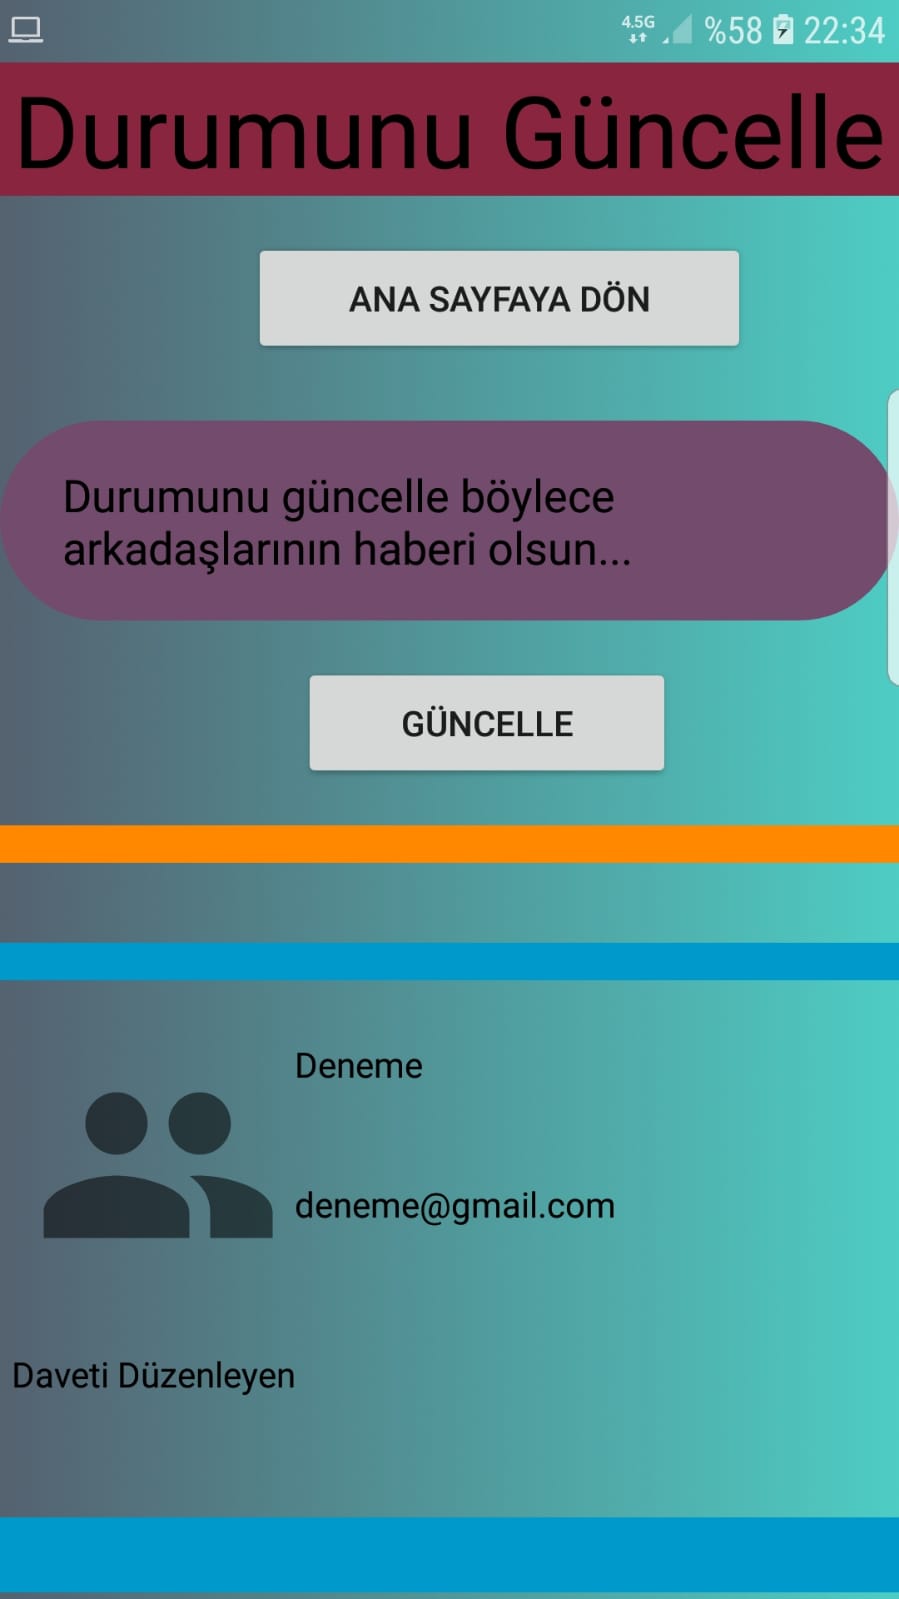 4.5G %58 22:34
Durumunu Güncelle
ANA SAYFAYA DÖN
Durumunu güncelle böylece
arkadaşlarının haberi olsun...
GÜNCELLE
Deneme
deneme@gmail.com
Daveti Düzenleyen